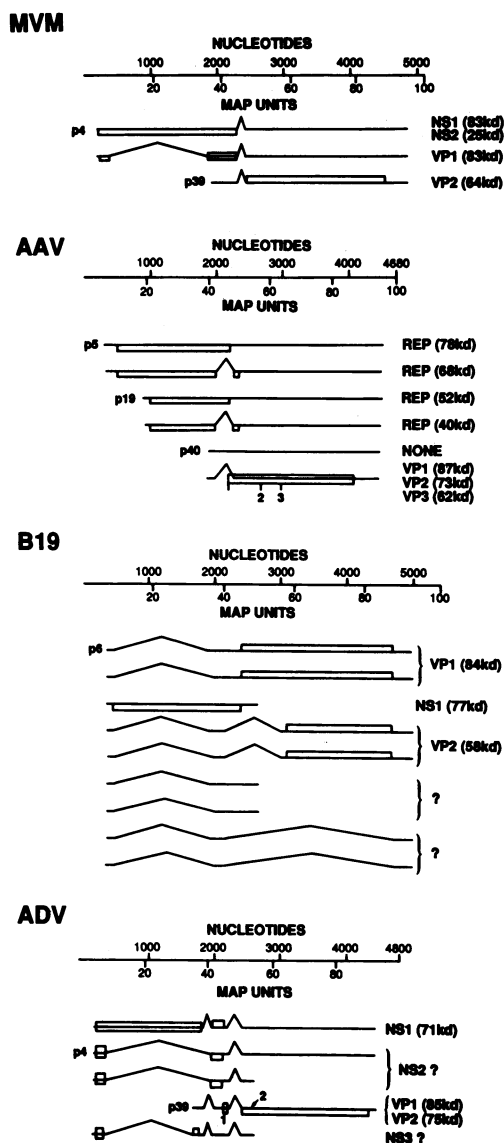 MVM
NUCLEOTIDES
1000 2000 3000 4000 5000
20 40 60 80 100
MAP UNITS
p4
NS1 (83kd)
NS2 (25kd)
VP1 (83kd)
p39
VP2 (64kd)
AAV
NUCLEOTIDES
1000 2000 3000 4000 4680
20 40 60 80 100
MAP UNITS
p5 REP (78kd)
REP (68kd)
p19 REP (52kd)
REP (40kd)
p40 NONE
VP1 (87kd)
VP2 (73kd)
VP3 (62kd)
2 3
B19
NUCLEOTIDES
1000 2000 3000 4000 5000
20 40 60 80 100
MAP UNITS
p6
VP1 (84kd)
NS1 (77kd)
VP2 (58kd)
?
?
ADV
NUCLEOTIDES
1000 2000 3000 4000 4800
20 40 60 80
MAP UNITS
NS1 (71kd)
p4
NS2 ?
2
p39
VP1 (85kd)
VP2 (75kd)
1
NS3 ?